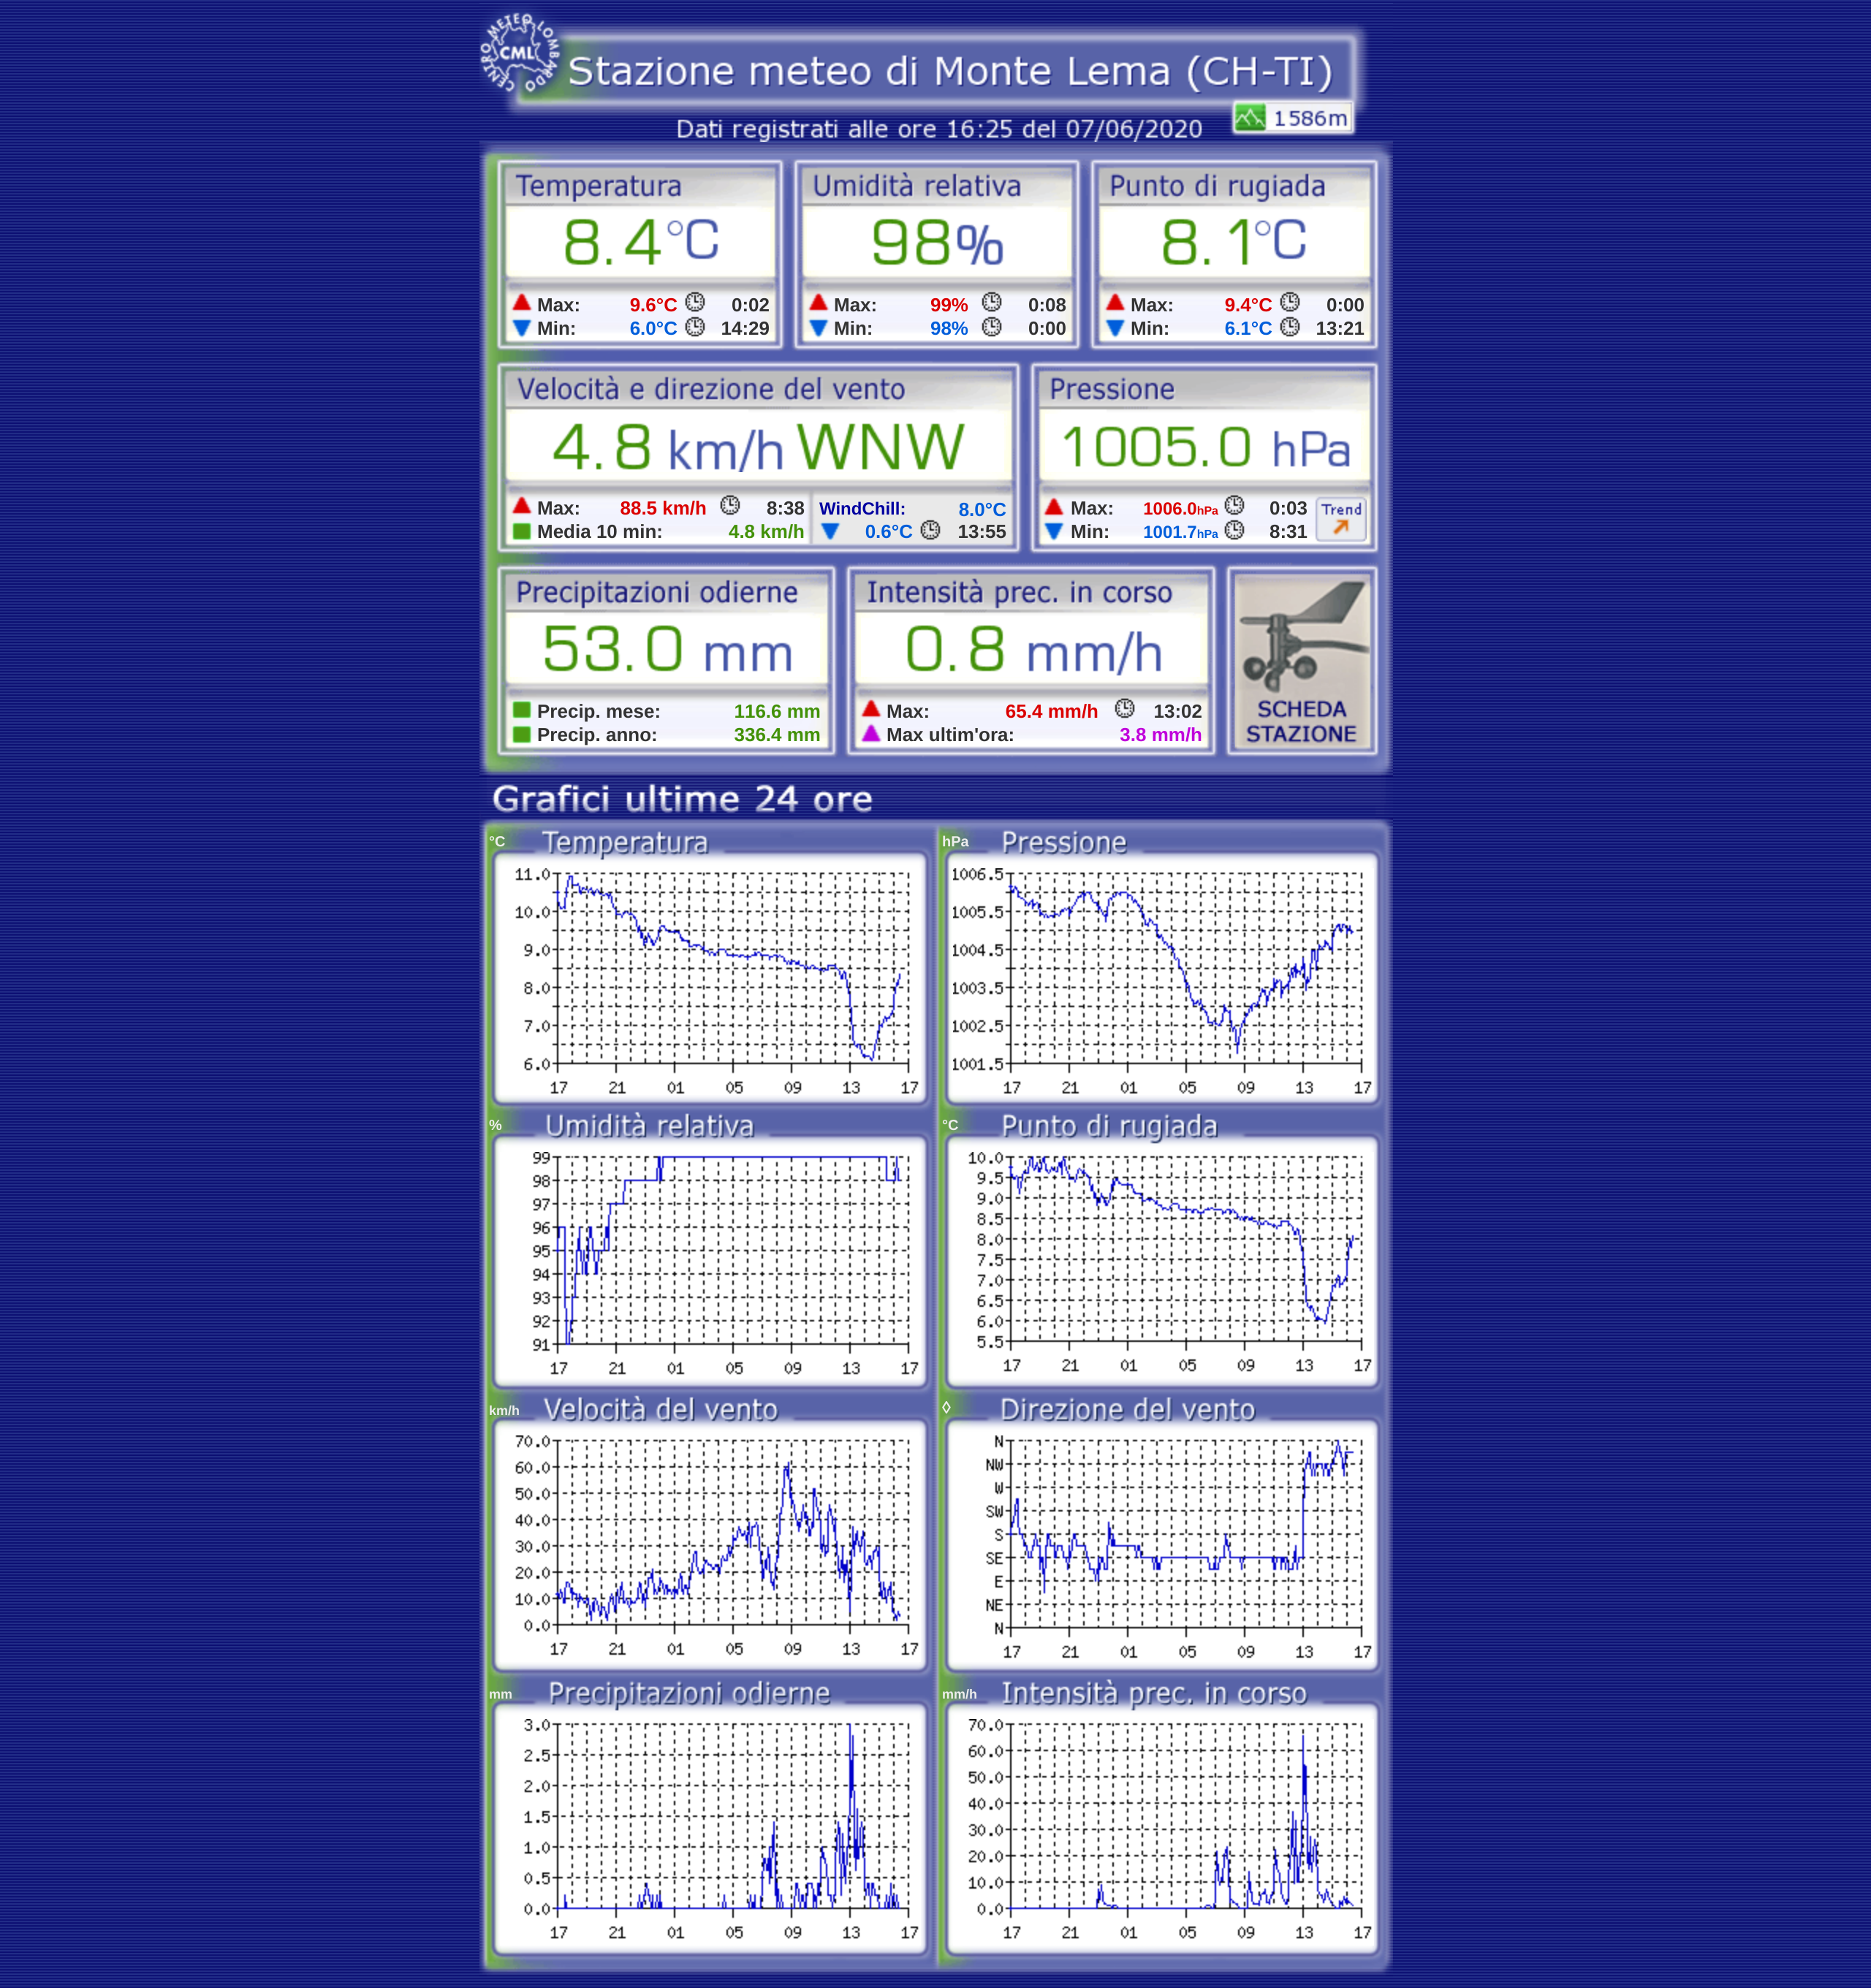 CENTRO METEO LOMBARDO
CML
Stazione meteo di Monte Lema (CH-TI)
1586m
Dati registrati alle ore 16:25 del 07/06/2020
Temperatura Umidità relativa Punto di rugiada
8.4°C 98% 8.1°C
Max: 9.6°C 0:02 Max: 99% 0:08 Max: 9.4°C 0:00
Min: 6.0°C 14:29 Min: 98% 0:00 Min: 6.1°C 13:21
Velocità e direzione del vento Pressione
4.8 km/h WNW 1005.0 hPa
Max: 88.5 km/h 8:38 WindChill: 8.0°C Max: 1006.0hPa 0:03 Trend
Media 10 min: 4.8 km/h 0.6°C 13:55 Min: 1001.7hPa 8:31
Precipitazioni odierne Intensità prec. in corso
53.0 mm 0.8 mm/h
Precip. mese: 116.6 mm Max: 65.4 mm/h 13:02 SCHEDA
Precip. anno: 336.4 mm Max ultim'ora: 3.8 mm/h STAZIONE
Grafici ultime 24 ore
°C Temperatura
11.0
10.0
9.0
8.0
7.0
6.0
17 21 01 05 09 13 17
hPa Pressione
1006.5
1005.5
1004.5
1003.5
1002.5
1001.5
17 21 01 05 09 13 17
% Umidità relativa
99
98
97
96
95
94
93
92
91
17 21 01 05 09 13 17
°C Punto di rugiada
10.0
9.5
9.0
8.5
8.0
7.5
7.0
6.5
6.0
5.5
17 21 01 05 09 13 17
km/h Velocità del vento
70.0
60.0
50.0
40.0
30.0
20.0
10.0
0.0
17 21 01 05 09 13 17
◊ Direzione del vento
N
NW
W
SW
S
SE
E
NE
N
17 21 01 05 09 13 17
mm Precipitazioni odierne
3.0
2.5
2.0
1.5
1.0
0.5
0.0
17 21 01 05 09 13 17
mm/h Intensità prec. in corso
70.0
60.0
50.0
40.0
30.0
20.0
10.0
0.0
17 21 01 05 09 13 17